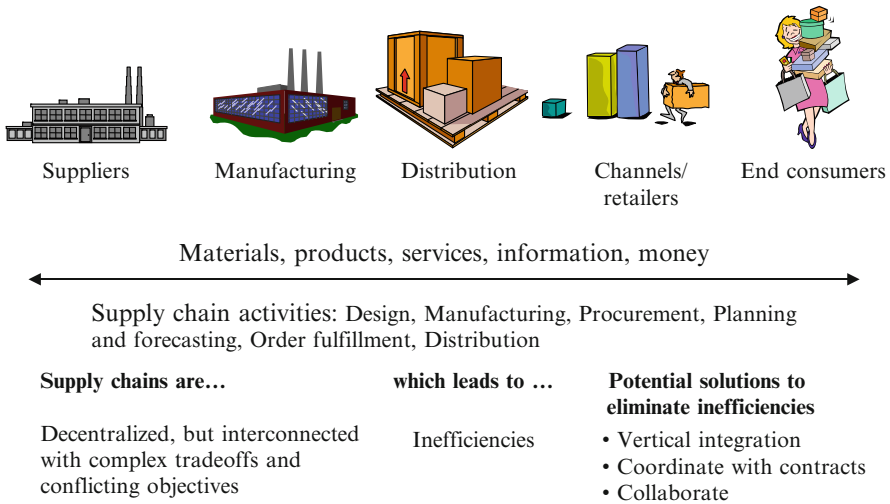 Suppliers
Manufacturing
Distribution
Channels/
retailers
End consumers
Materials, products, services, information, money
Supply chain activities: Design, Manufacturing, Procurement, Planning
and forecasting, Order fulfillment, Distribution
Supply chains are…
Decentralized, but interconnected
with complex tradeoffs and
conflicting objectives
which leads to …
Inefficiencies
Potential solutions to
eliminate inefficiencies
• Vertical integration
• Coordinate with contracts
• Collaborate